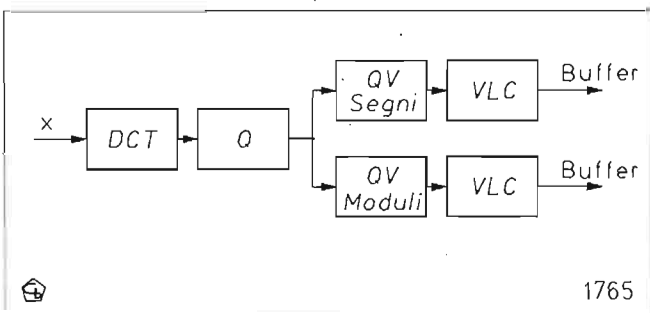 x
DCT
Q
QV
Segni
VLC
Buffer
QV
Moduli
VLC
Buffer
1765